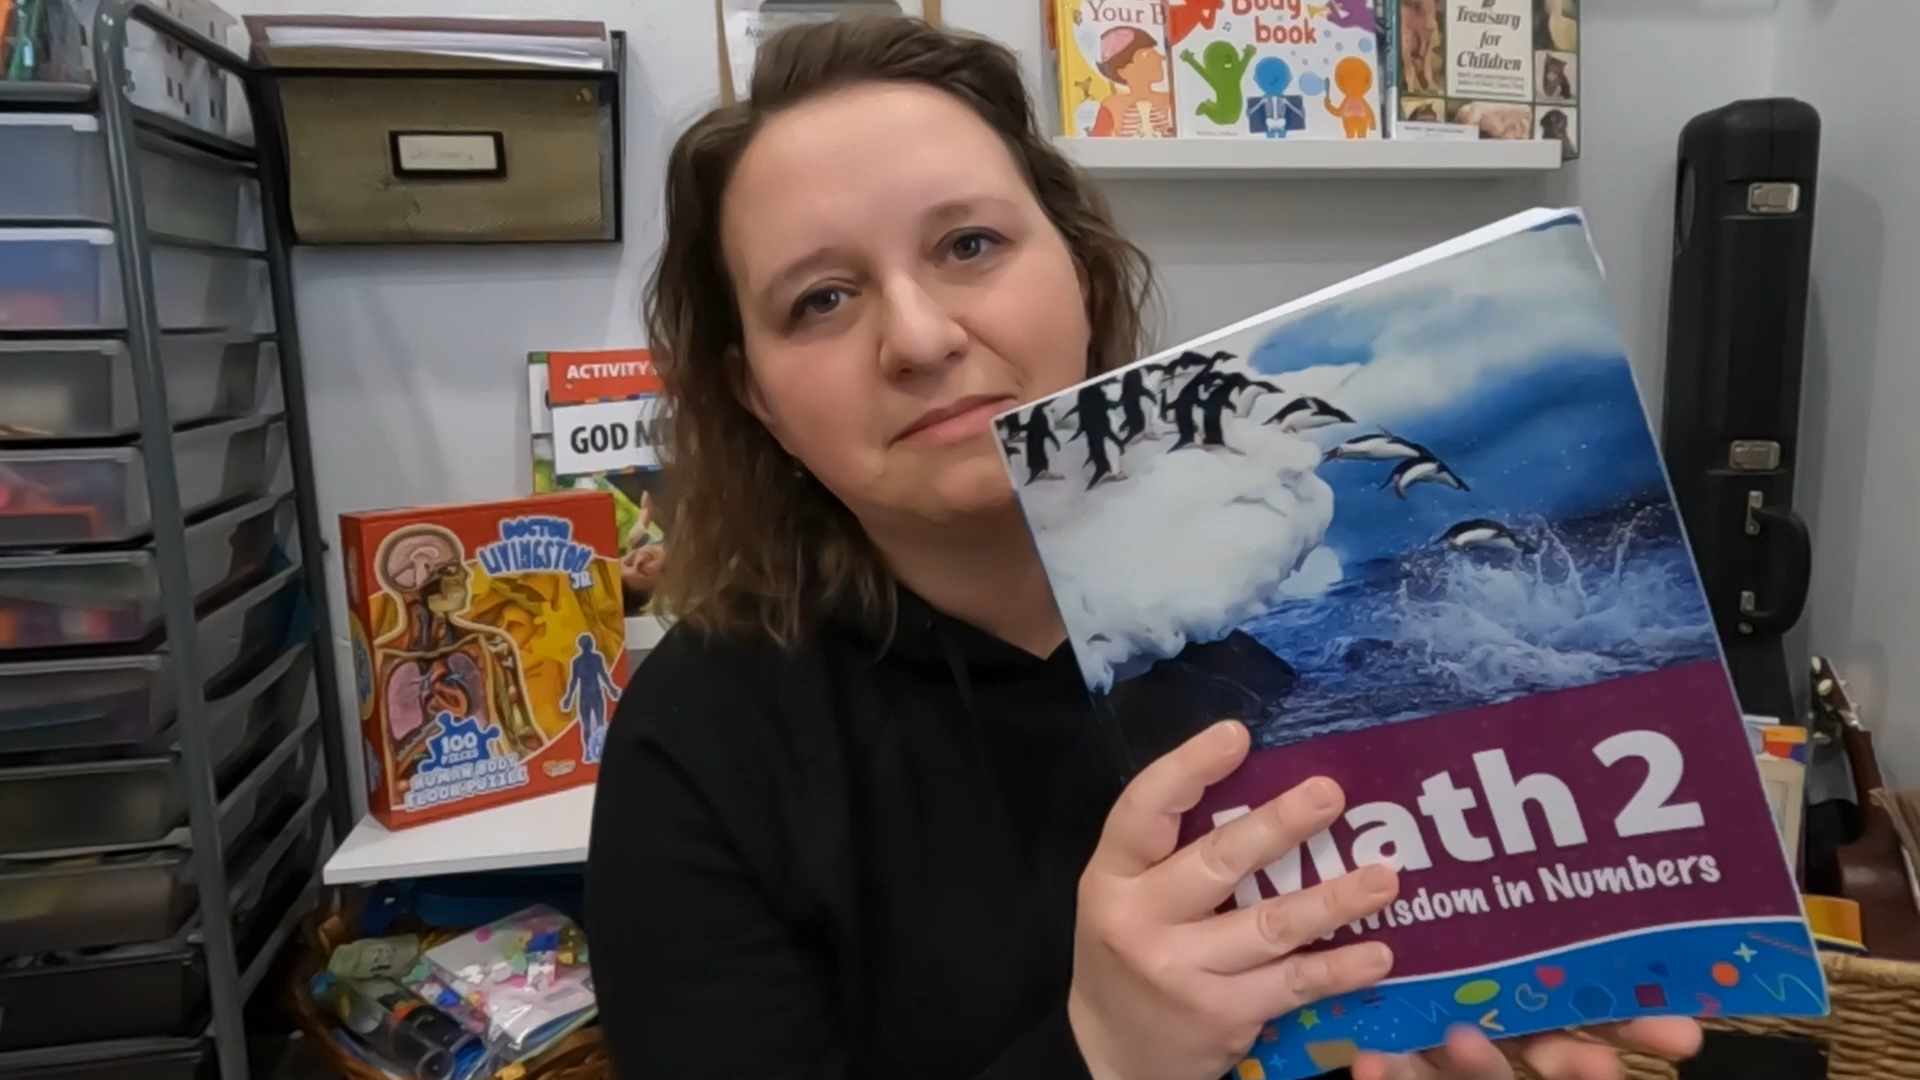 Your B
Body
book
Treasury
for
Children
ACTIVITY
GOD M
DOCTOR
LIVINGSTON
JR
100
PIECES
HUMAN BODY
FLOOR PUZZLE
Math 2
Wisdom in Numbers